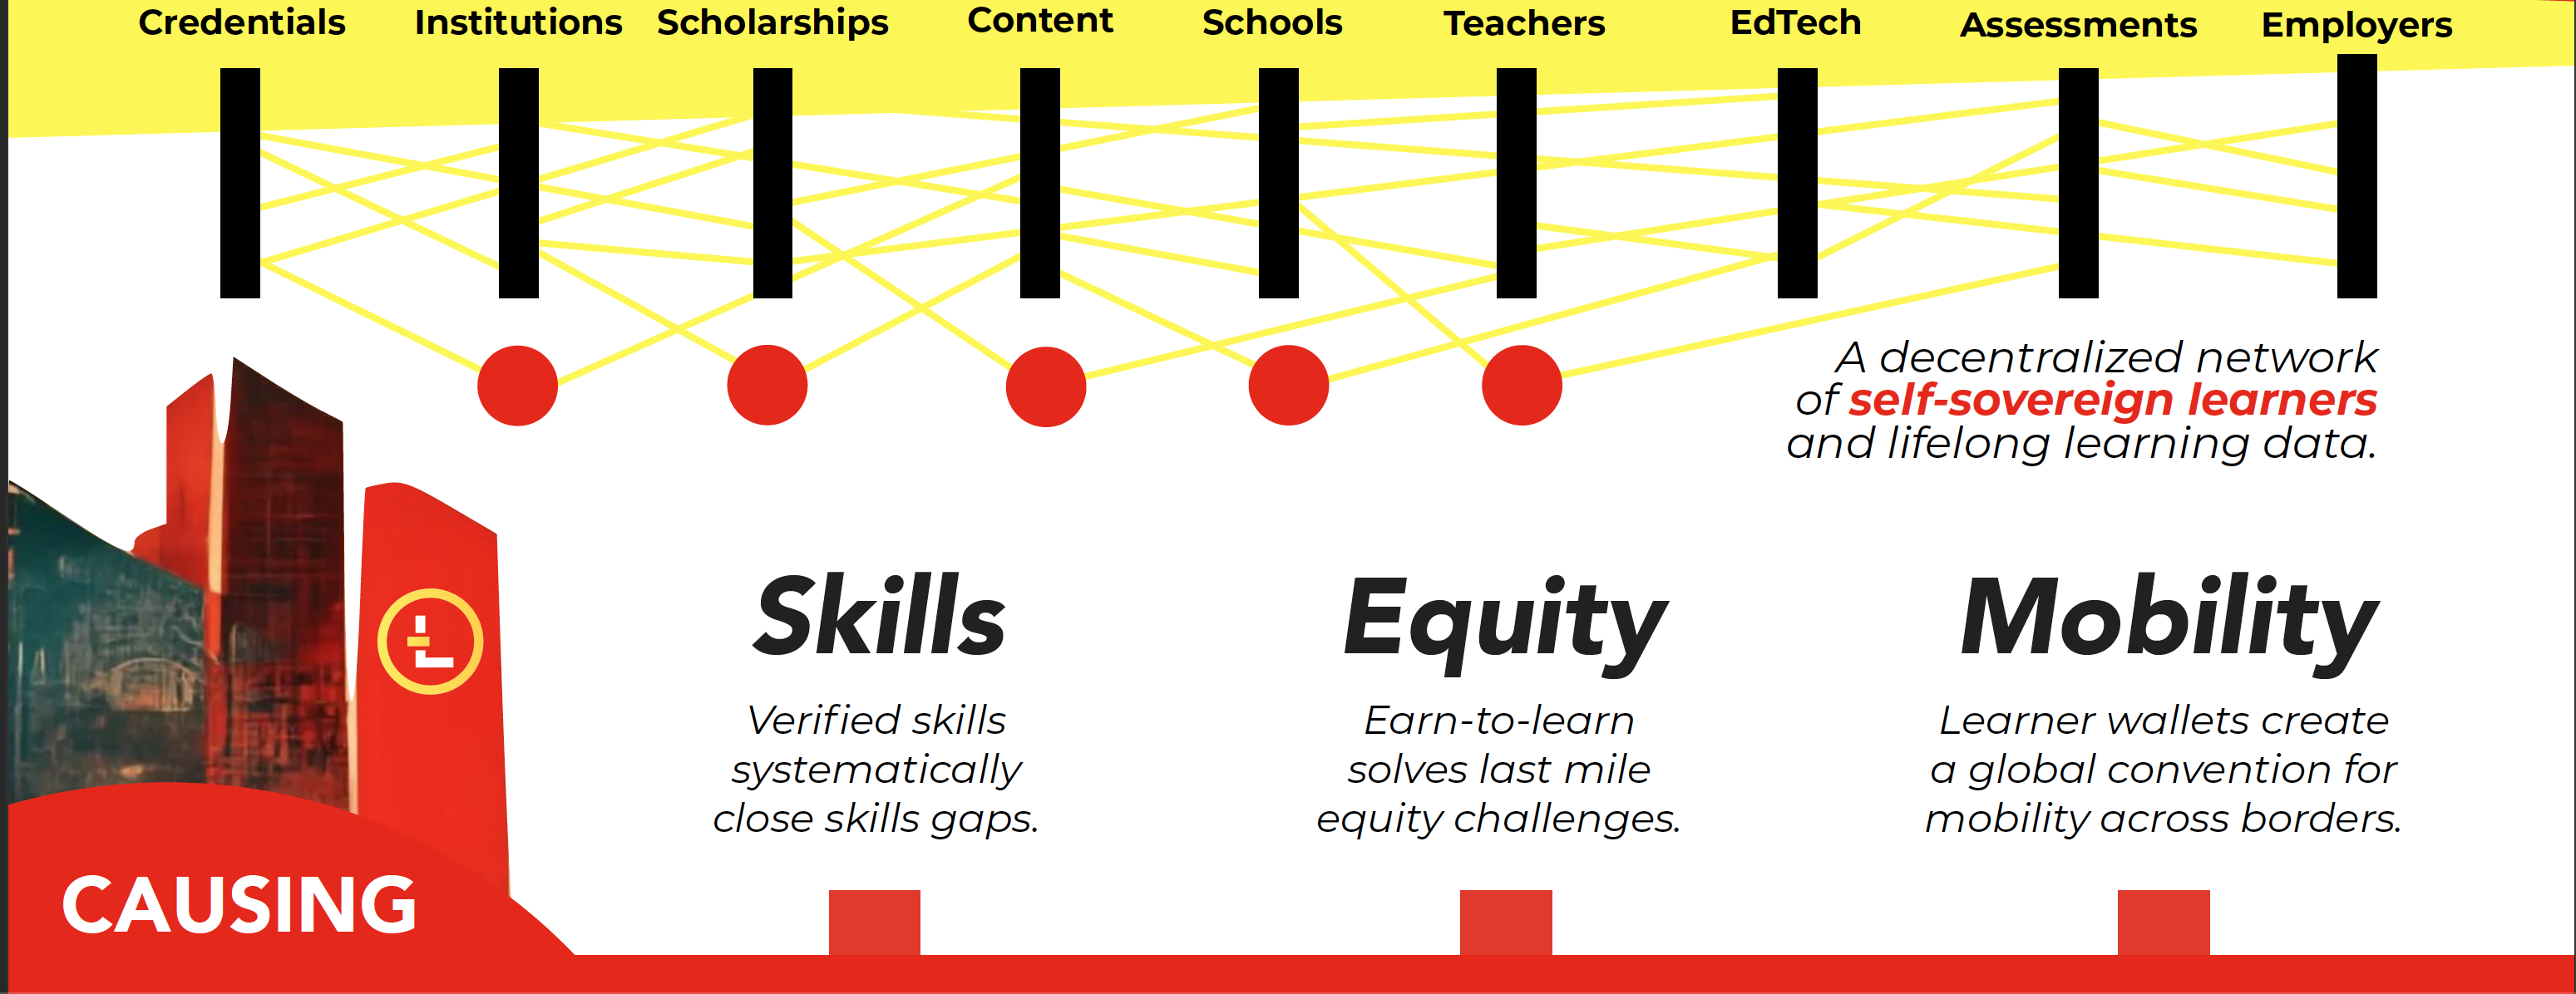 Credentials Institutions Scholarships Content Schools Teachers EdTech Assessments Employers
A decentralized network
of self-sovereign learners
and lifelong learning data.
Skills
Verified skills
systematically
close skills gaps.
Equity
Earn-to-learn
solves last mile
equity challenges.
Mobility
Learner wallets create
a global convention for
mobility across borders.
CAUSING